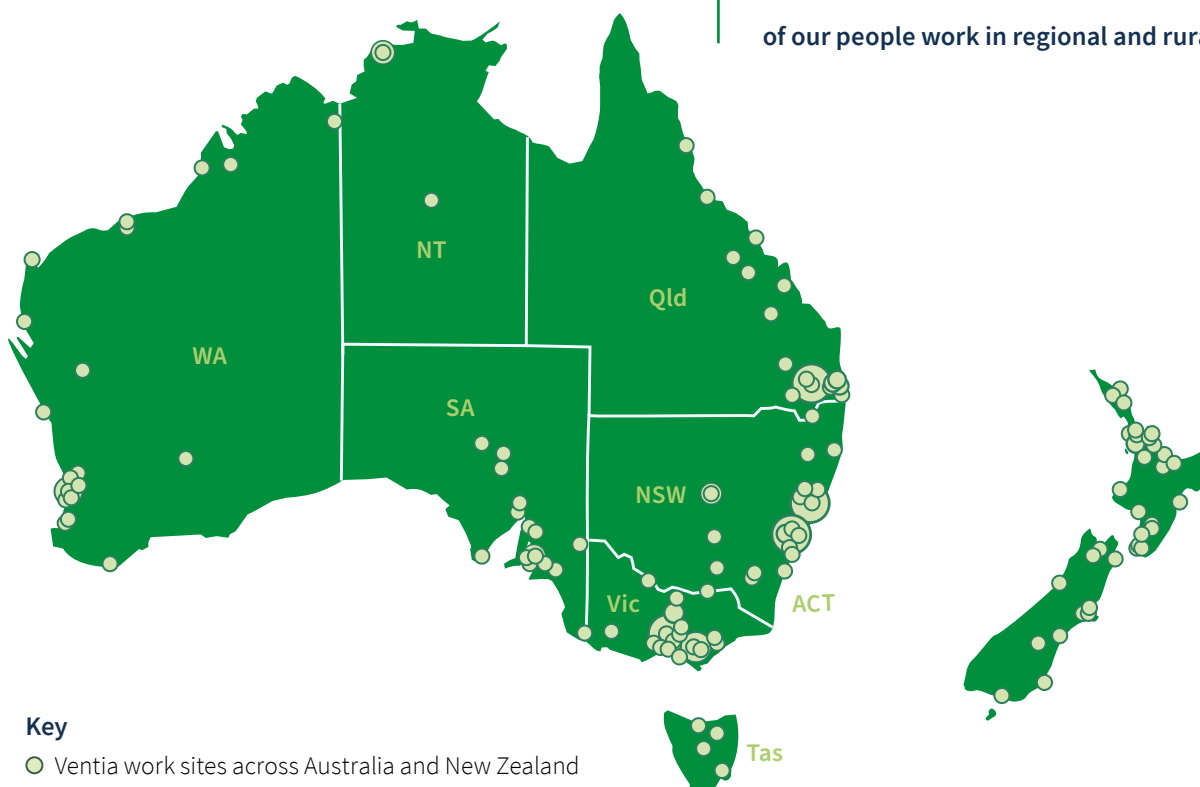 of our people work in regional and
NT
Qld
WA
SA
NSW
Vic
ACT
Tas
Key
Ventia work sites across Australia and New Zealand